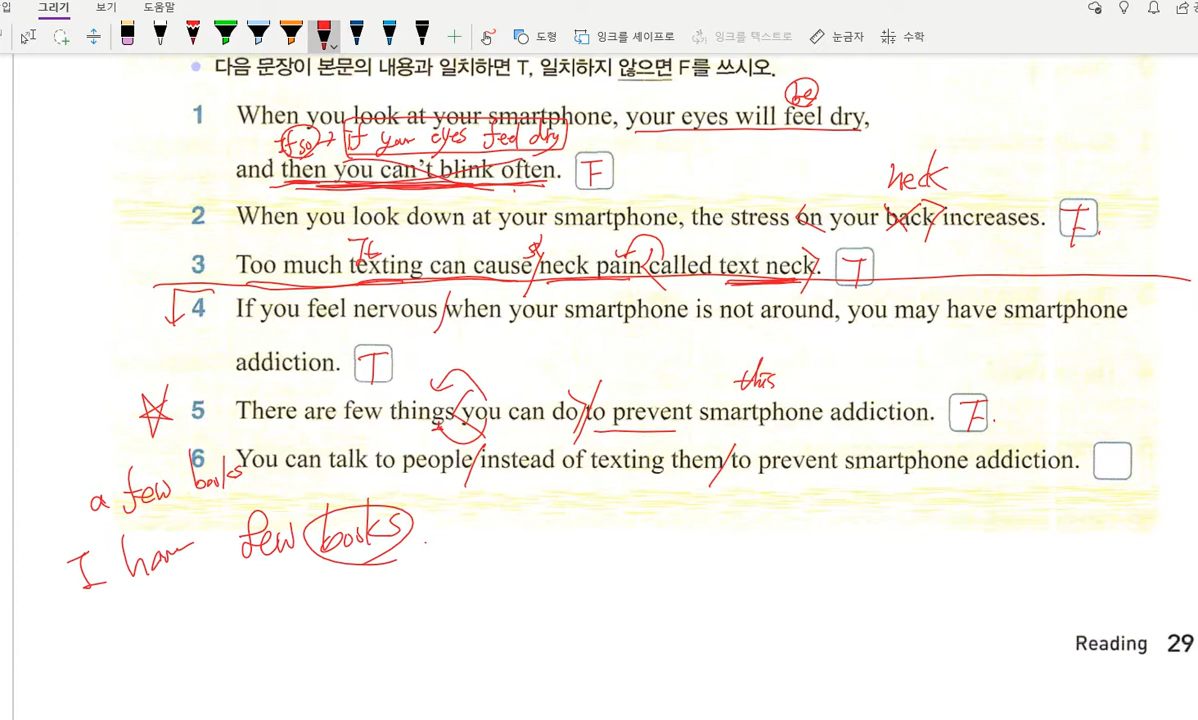 입 그리기 보기 도움말
도형 잉크를 셰이프로 잉크를 텍스트로 눈금자 수학
다음 문장이 본문의 내용과 일치하면 T, 일치하지 않으면 F를 쓰시오.
be
1 When you look at your smartphone, your eyes will feel dry,
If so → If your eyes feel dry
and then you can't blink often. F
neck
2 When you look down at your smartphone, the stress on your back increases. F
It
3 Too much texting can cause neck pain called text neck. T
4 If you feel nervous when your smartphone is not around, you may have smartphone
addiction. T
this
5 There are few things you can do to prevent smartphone addiction. F
6 You can talk to people instead of texting them to prevent smartphone addiction.
a few books
I have few books.
Reading 29